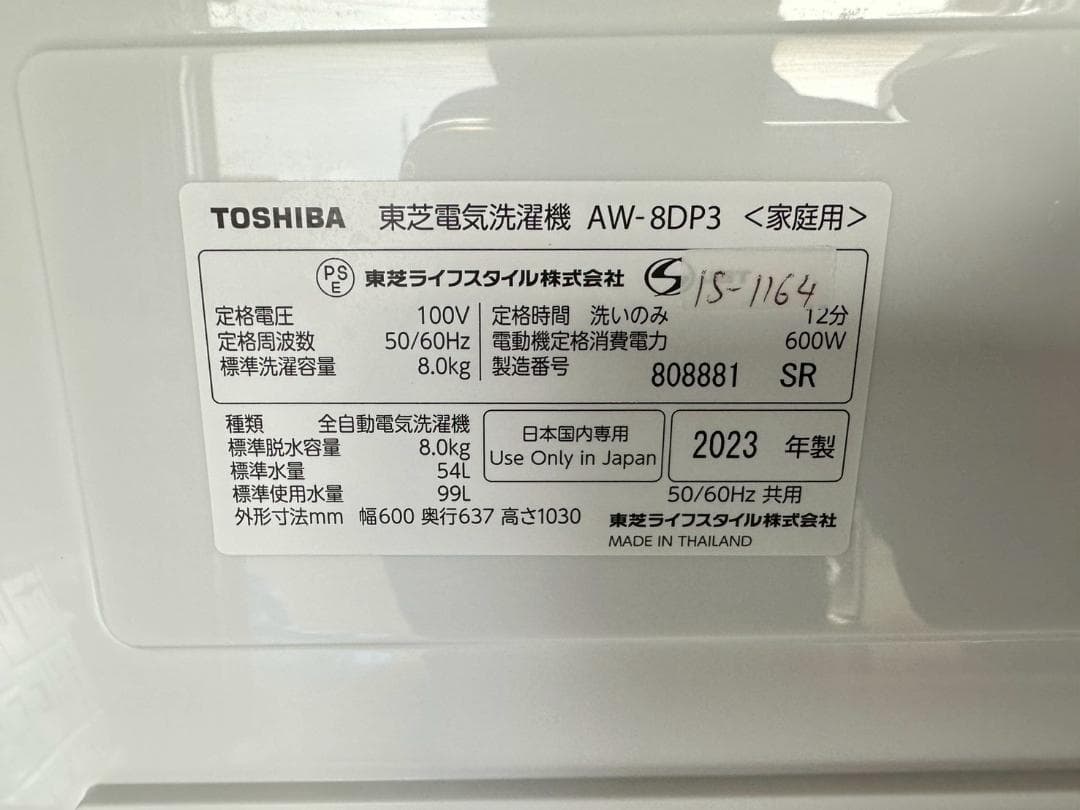 TOSHIBA 東芝電気洗濯機 AW-8DP3 <家庭用>
PSE 東芝ライフスタイル株式会社 IS-1164
定格電圧 100V 定格時間 洗いのみ 12分
定格周波数 50/60Hz 電動機定格消費電力 600W
標準洗濯容量 8.0kg 製造番号 808881 SR
種類 全自動電気洗濯機
標準脱水容量 8.0kg
標準水量 54L
標準使用水量 99L
外形寸法mm 幅600 奥行637 高さ1030
日本国内専用
Use Only in Japan
2023 年製
50/60Hz 共用
東芝ライフスタイル株式会社
MADE IN THAILAND